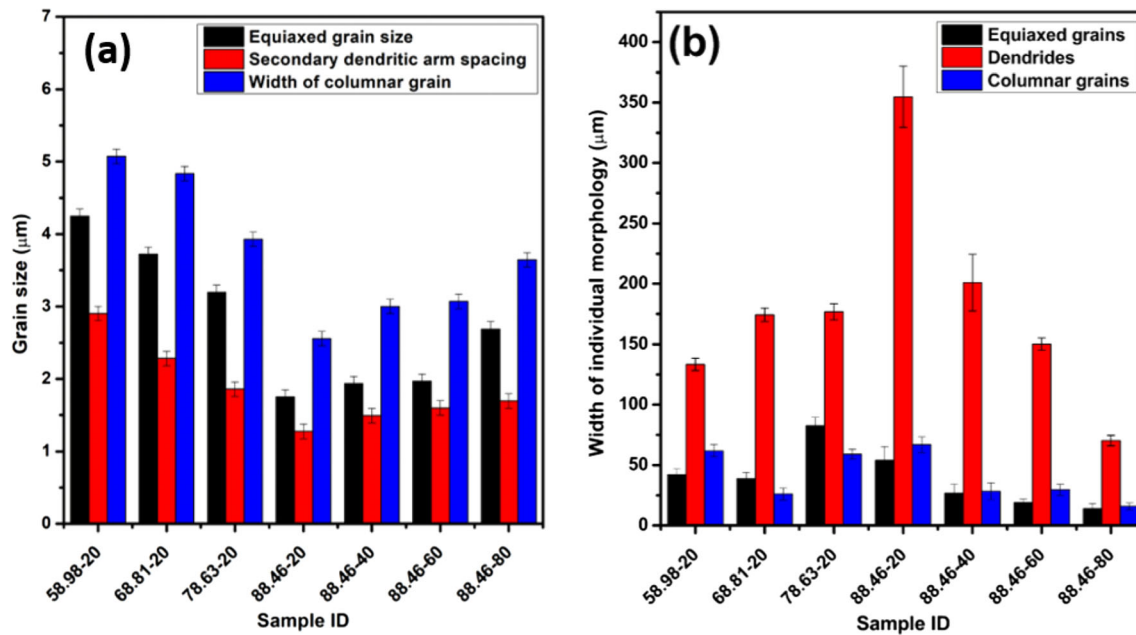 (a)
Equiaxed grain size
Secondary dendritic arm spacing
Width of columnar grain
Grain size (μm)
7
6
5
4
3
2
1
0
58.98-20
68.81-20
78.63-20
88.46-20
88.46-40
88.46-60
88.46-80
Sample ID
(b)
Equiaxed grains
Dendrides
Columnar grains
Width of individual morphology (μm)
400
350
300
250
200
150
100
50
0
58.98-20
68.81-20
78.63-20
88.46-20
88.46-40
88.46-60
88.46-80
Sample ID